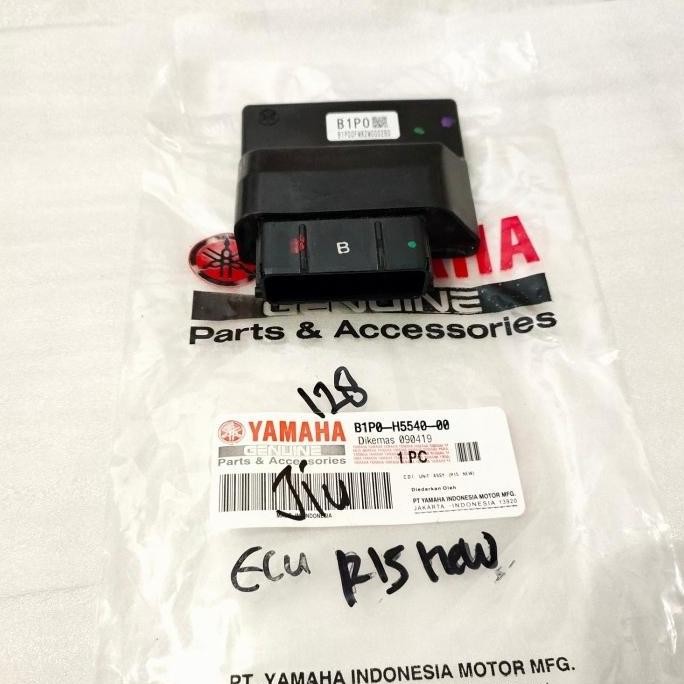 B1P0
B
YAMAHA
GENUINE
Parts & Accessories
128
YAMAHA
GENUINE
Parts & Accessories
B1P0-H5540-00
Dikemas 090419
1 PC
CDI UNIT ASSY (R15 NEW)
Diedarkan Oleh
PT YAMAHA INDONESIA MOTOR MFG.
JAKARTA - INDONESIA 13920
Jiu
ECU R15 new
PT. YAMAHA INDONESIA MOTOR MFG.